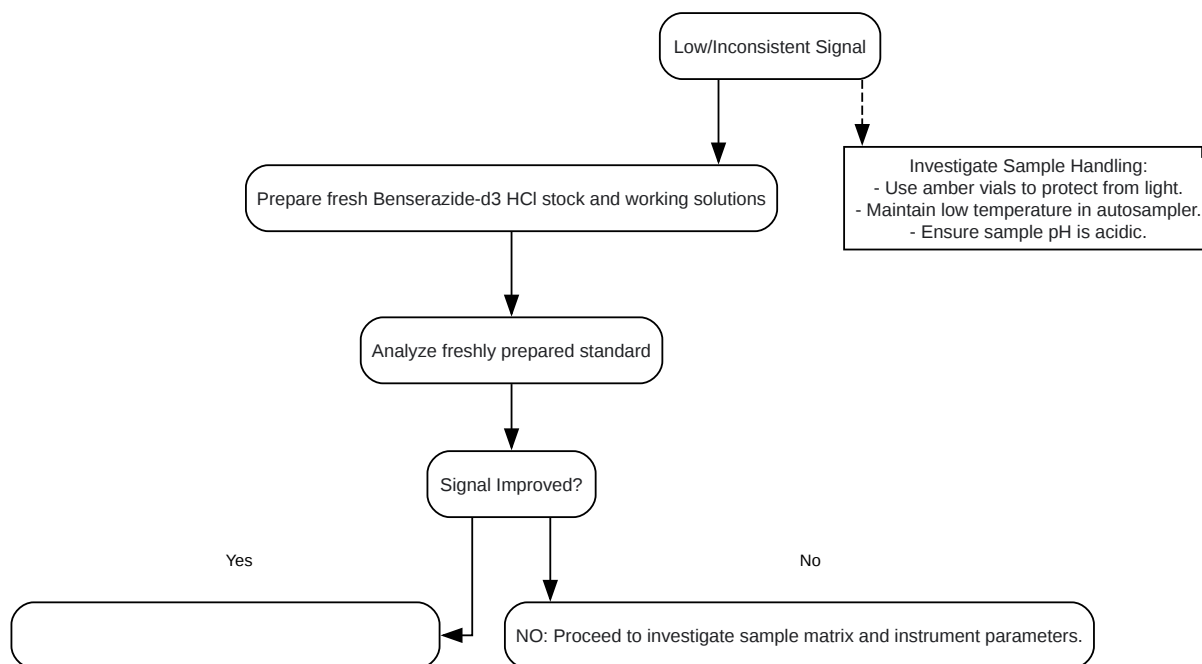 Low/Inconsistent Signal
Investigate Sample Handling:
- Use amber vials to protect from light.
- Maintain low temperature in autosampler.
- Ensure sample pH is acidic.
Prepare fresh Benserazide-d3 HCl stock and working solutions
Analyze freshly prepared standard
Signal Improved?
Yes
No
NO: Proceed to investigate sample matrix and instrument parameters.